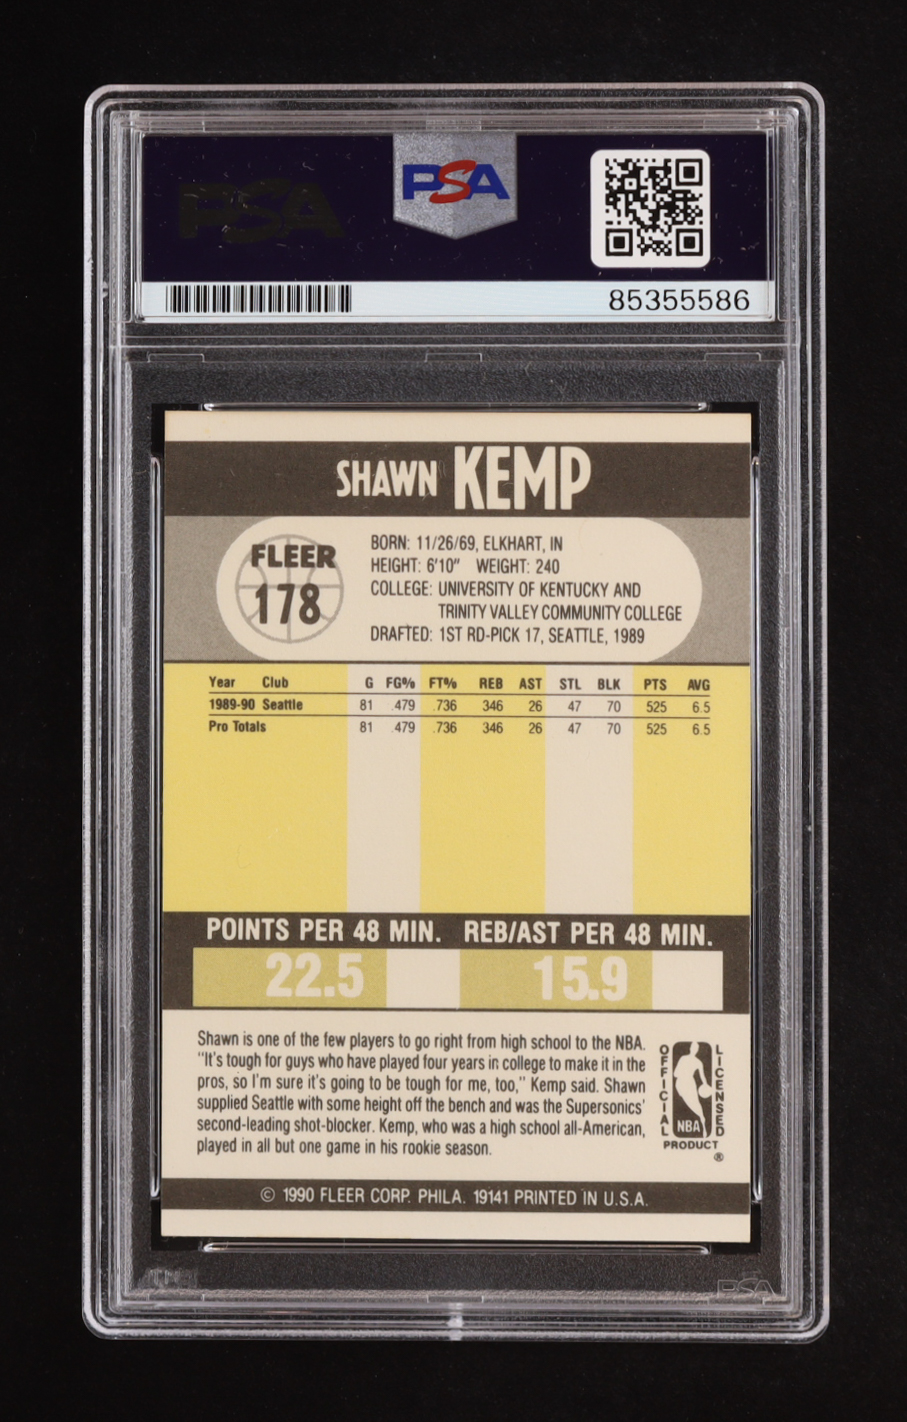 PSA
PSA
85355586
SHAWN KEMP
FLEER
178
BORN: 11/26/69, ELKHART, IN
HEIGHT: 6'10" WEIGHT: 240
COLLEGE: UNIVERSITY OF KENTUCKY AND
TRINITY VALLEY COMMUNITY COLLEGE
DRAFTED: 1ST RD-PICK 17, SEATTLE, 1989
Year Club G FG% FT% REB AST STL BLK PTS AVG
1989-90 Seattle 81 .479 .736 346 26 47 70 525 6.5
Pro Totals 81 .479 .736 346 26 47 70 525 6.5
POINTS PER 48 MIN. REB/AST PER 48 MIN.
22.5 15.9
Shawn is one of the few players to go right from high school to the NBA.
"It's tough for guys who have played four years in college to make it in the
pros, so I'm sure it's going to be tough for me, too," Kemp said. Shawn
supplied Seattle with some height off the bench and was the Supersonics'
second-leading shot-blocker. Kemp, who was a high school all-American,
played in all but one game in his rookie season.
OFFICIAL
LICENSED
NBA
PRODUCT
®
© 1990 FLEER CORP. PHILA. 19141 PRINTED IN U.S.A.
PSA